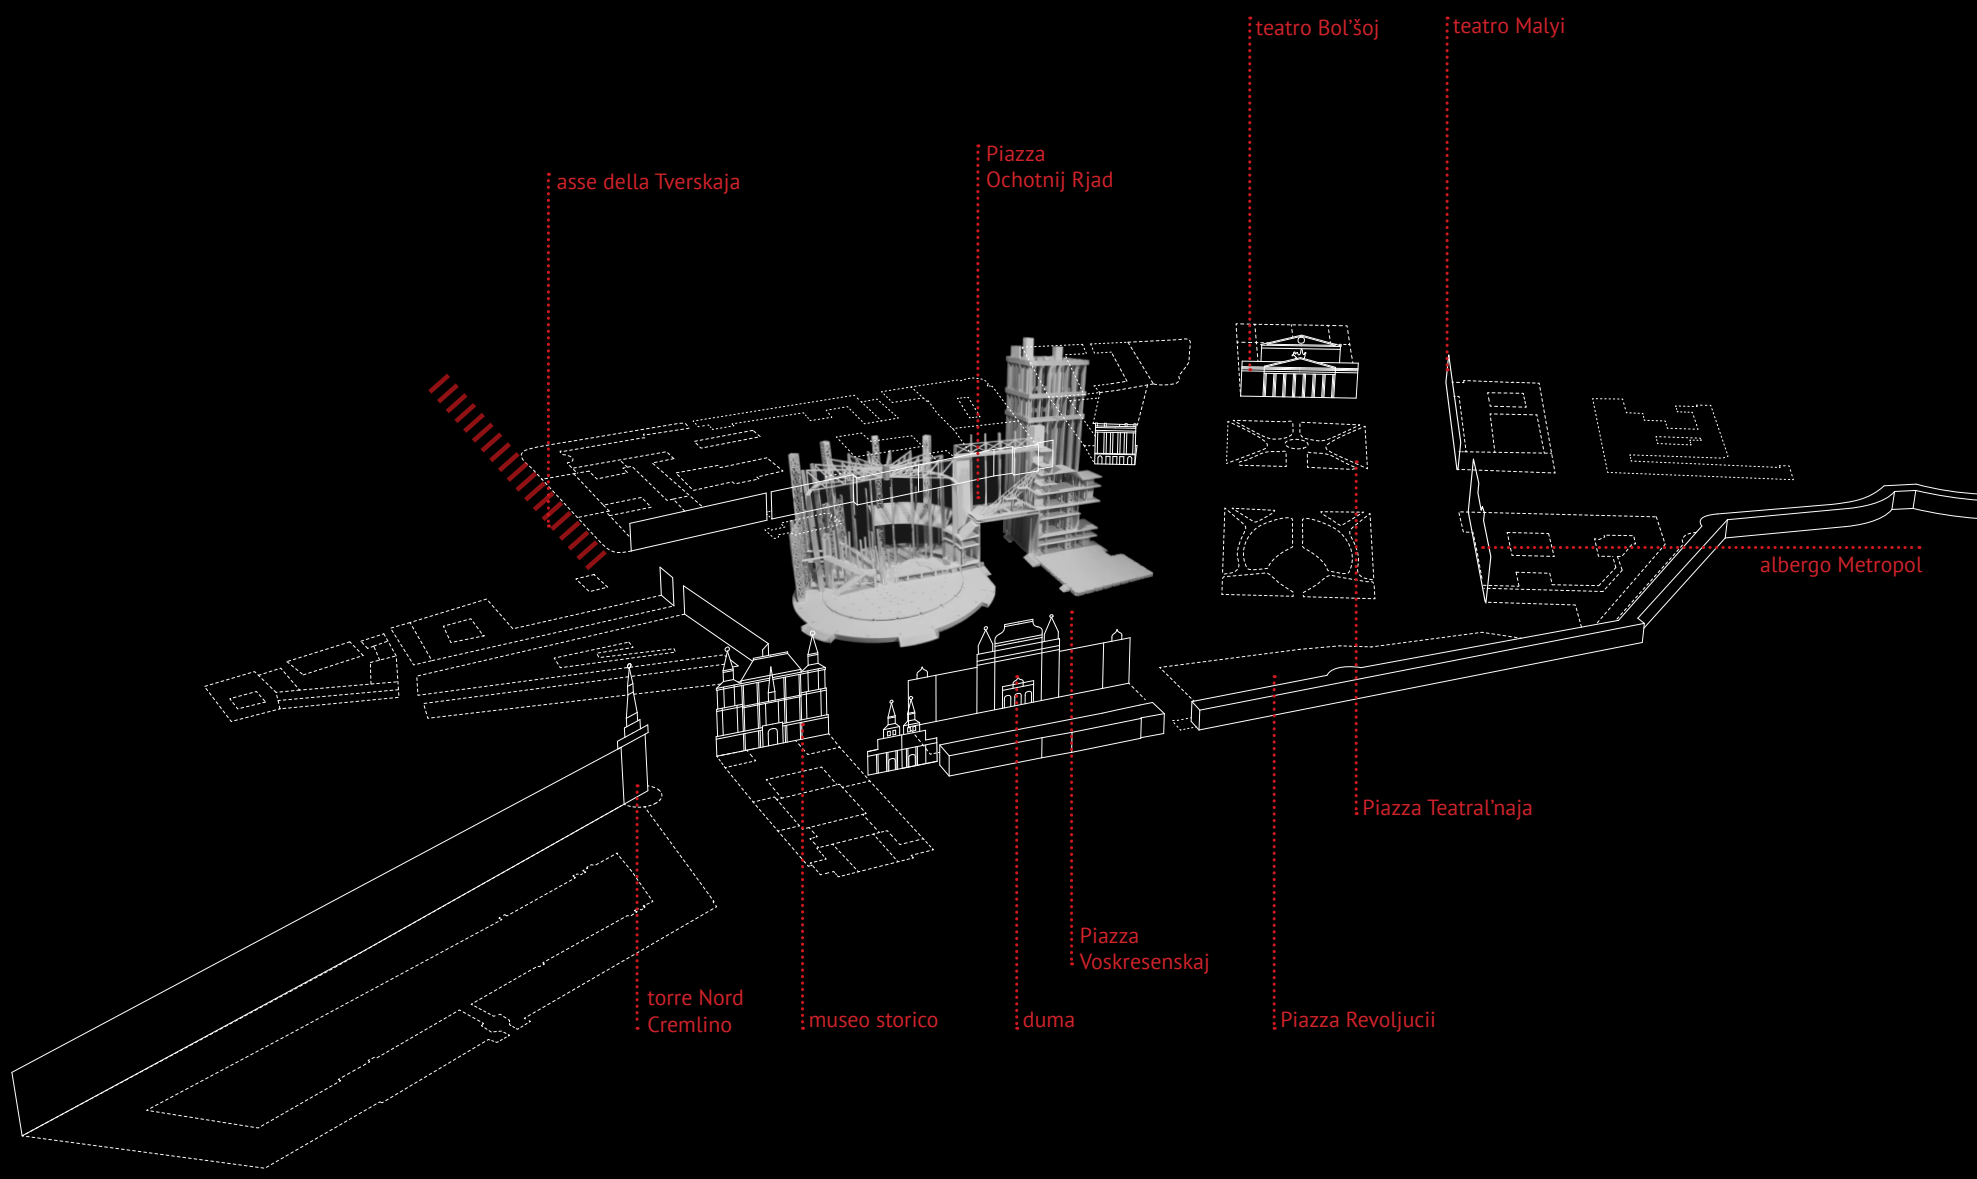 teatro Bol’šoj
teatro Malyi
Piazza
Ochotnij Rjad
asse della Tverskaja
albergo Metropol
Piazza Teatral’naja
Piazza
Voskresenskaj
torre Nord
Cremlino
museo storico
duma
Piazza Revoljucii